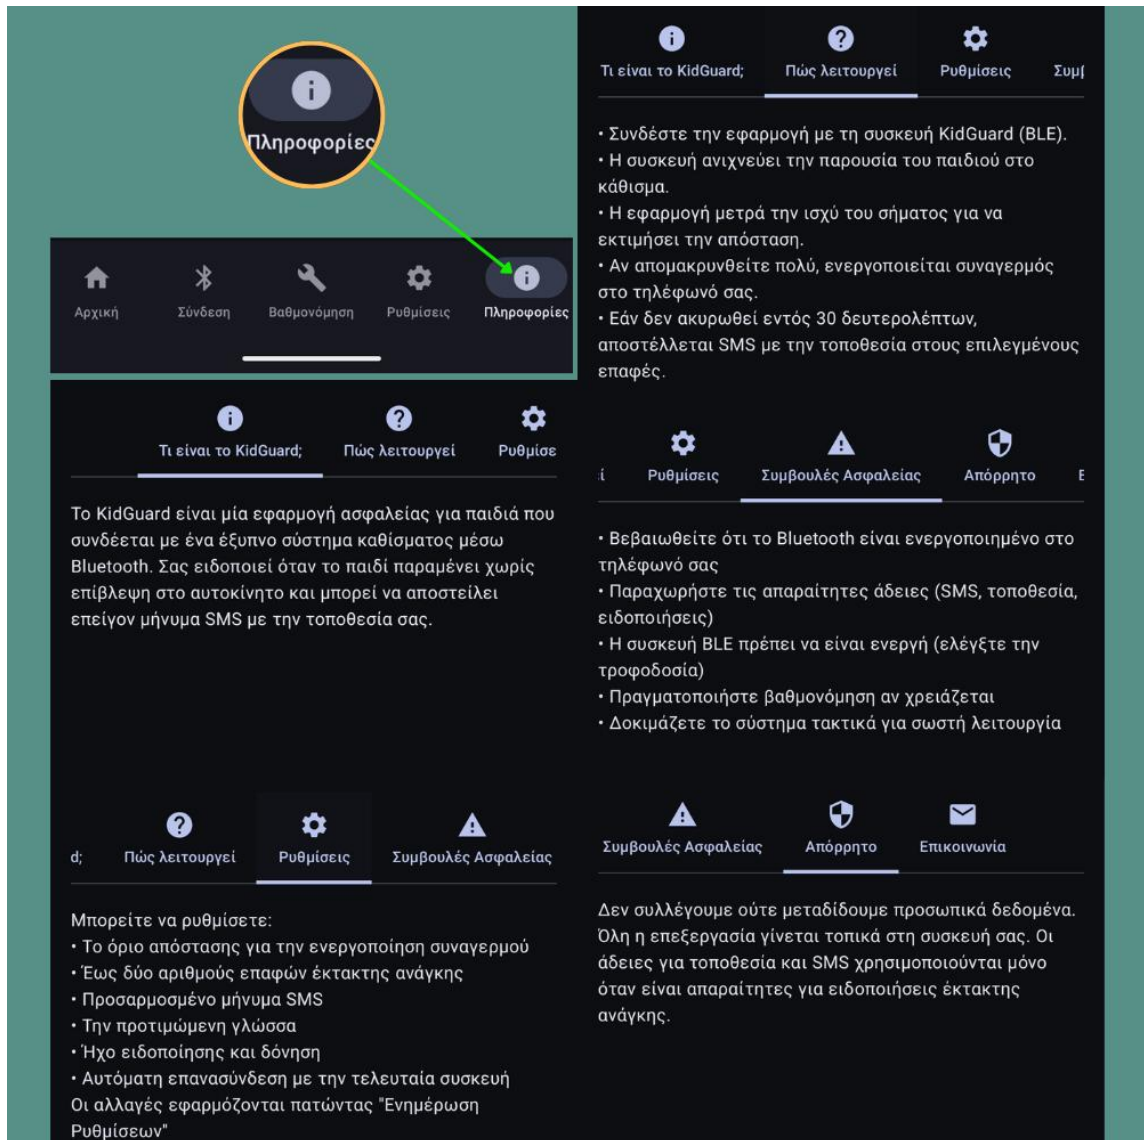 Πληροφορίες
Αρχική
Σύνδεση
Βαθμονόμηση
Ρυθμίσεις
Πληροφορίες
Τι είναι το KidGuard;
Πώς λειτουργεί
Ρυθμίσε
Το KidGuard είναι μία εφαρμογή ασφαλείας για παιδιά που
συνδέεται με ένα έξυπνο σύστημα καθίσματος μέσω
Bluetooth. Σας ειδοποιεί όταν το παιδί παραμένει χωρίς
επίβλεψη στο αυτοκίνητο και μπορεί να αποστείλει
επείγον μήνυμα SMS με την τοποθεσία σας.
d;
Πώς λειτουργεί
Ρυθμίσεις
Συμβουλές Ασφαλείας
Μπορείτε να ρυθμίσετε:
• Το όριο απόστασης για την ενεργοποίηση συναγερμού
• Έως δύο αριθμούς επαφών έκτακτης ανάγκης
• Προσαρμοσμένο μήνυμα SMS
• Την προτιμώμενη γλώσσα
• Ήχο ειδοποίησης και δόνηση
• Αυτόματη επανασύνδεση με την τελευταία συσκευή
Οι αλλαγές εφαρμόζονται πατώντας "Ενημέρωση
Ρυθμίσεων"
Τι είναι το KidGuard;
Πώς λειτουργεί
Ρυθμίσεις
Συμβ
• Συνδέστε την εφαρμογή με τη συσκευή KidGuard (BLE).
• Η συσκευή ανιχνεύει την παρουσία του παιδιού στο
κάθισμα.
• Η εφαρμογή μετρά την ισχύ του σήματος για να
εκτιμήσει την απόσταση.
• Αν απομακρυνθείτε πολύ, ενεργοποιείται συναγερμός
στο τηλέφωνό σας.
• Εάν δεν ακυρωθεί εντός 30 δευτερολέπτων,
αποστέλλεται SMS με την τοποθεσία στους επιλεγμένους
επαφές.
ί
Ρυθμίσεις
Συμβουλές Ασφαλείας
Απόρρητο
Ε
• Βεβαιωθείτε ότι το Bluetooth είναι ενεργοποιημένο στο
τηλέφωνό σας
• Παραχωρήστε τις απαραίτητες άδειες (SMS, τοποθεσία,
ειδοποιήσεις)
• Η συσκευή BLE πρέπει να είναι ενεργή (ελέγξτε την
τροφοδοσία)
• Πραγματοποιήστε βαθμονόμηση αν χρειάζεται
• Δοκιμάζετε το σύστημα τακτικά για σωστή λειτουργία
Συμβουλές Ασφαλείας
Απόρρητο
Επικοινωνία
Δεν συλλέγουμε ούτε μεταδίδουμε προσωπικά δεδομένα.
Όλη η επεξεργασία γίνεται τοπικά στη συσκευή σας. Οι
άδειες για τοποθεσία και SMS χρησιμοποιούνται μόνο
όταν είναι απαραίτητες για ειδοποιήσεις έκτακτης
ανάγκης.